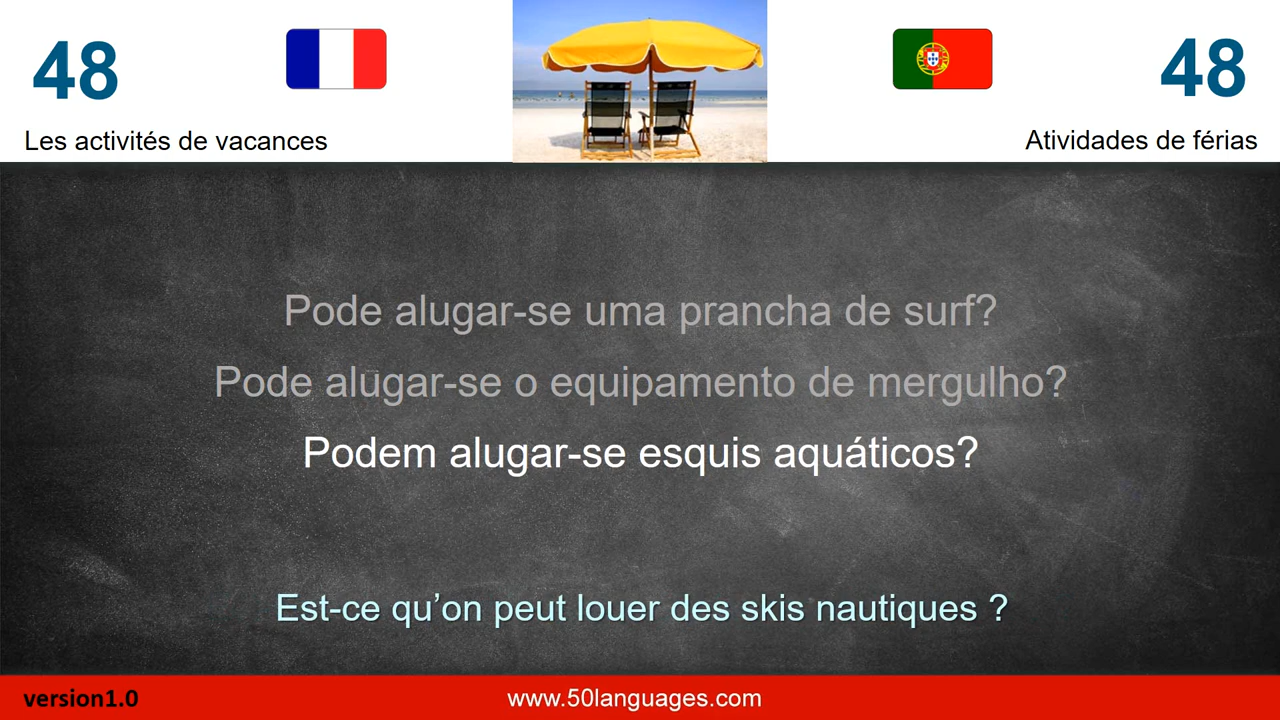 48
48
Les activités de vacances
Atividades de férias
Pode alugar-se uma prancha de surf?
Pode alugar-se o equipamento de mergulho?
Podem alugar-se esquis aquáticos?
Est-ce qu’on peut louer des skis nautiques ?
version1.0
www.50languages.com